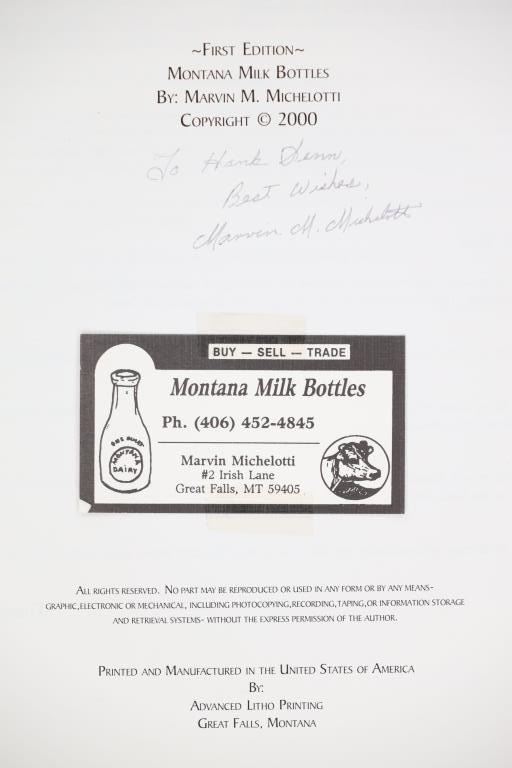 ~First Edition~
Montana Milk Bottles
By: Marvin M. Michelotti
Copyright © 2000
To Hank
Best Wishes,
Marvin M. Michelotti
BUY — SELL — TRADE
Montana Milk Bottles
Ph. (406) 452-4845
MONTANA
DAIRY
Marvin Michelotti
#2 Irish Lane
Great Falls, MT 59405
All rights reserved. No part may be reproduced or used in any form or by any means-
graphic,electronic or mechanical, including photocopying,recording,taping,or information storage
and retrieval systems- without the express permission of the author.
Printed and Manufactured in the United States of America
By:
Advanced Litho Printing
Great Falls, Montana